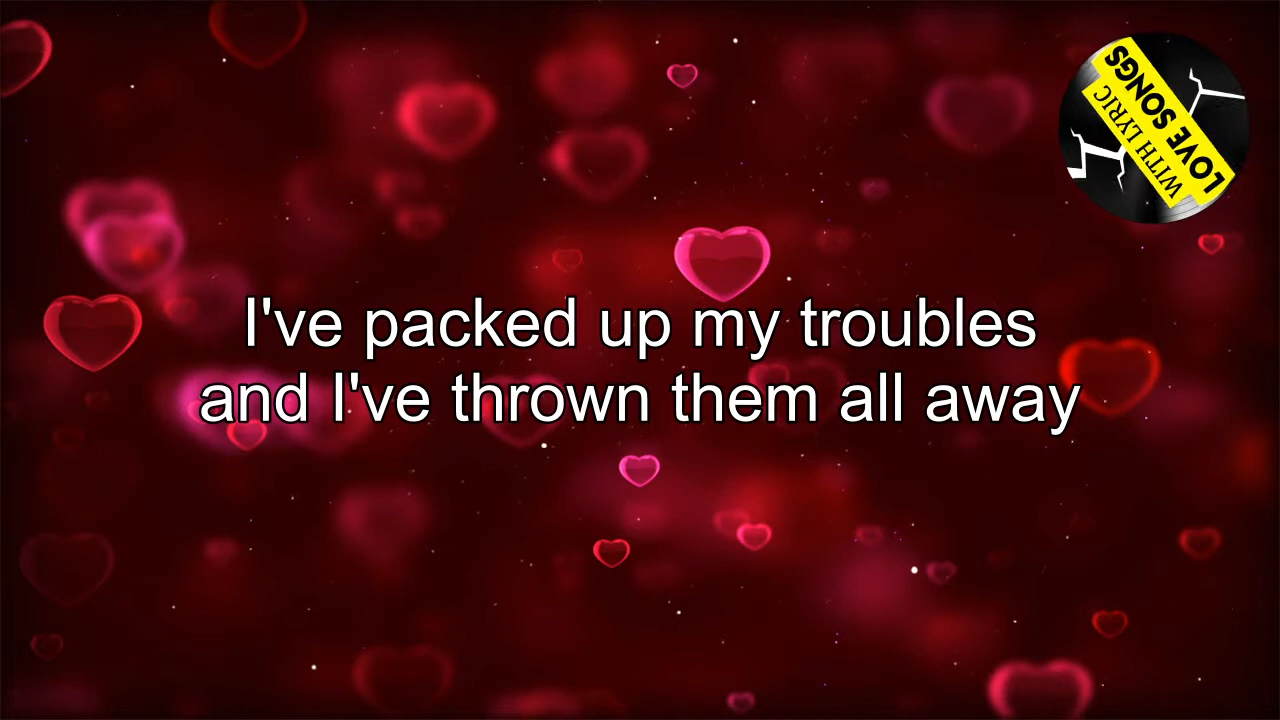 LOVE SONGS
WITH LYRIC
I've packed up my troubles
and I've thrown them all away